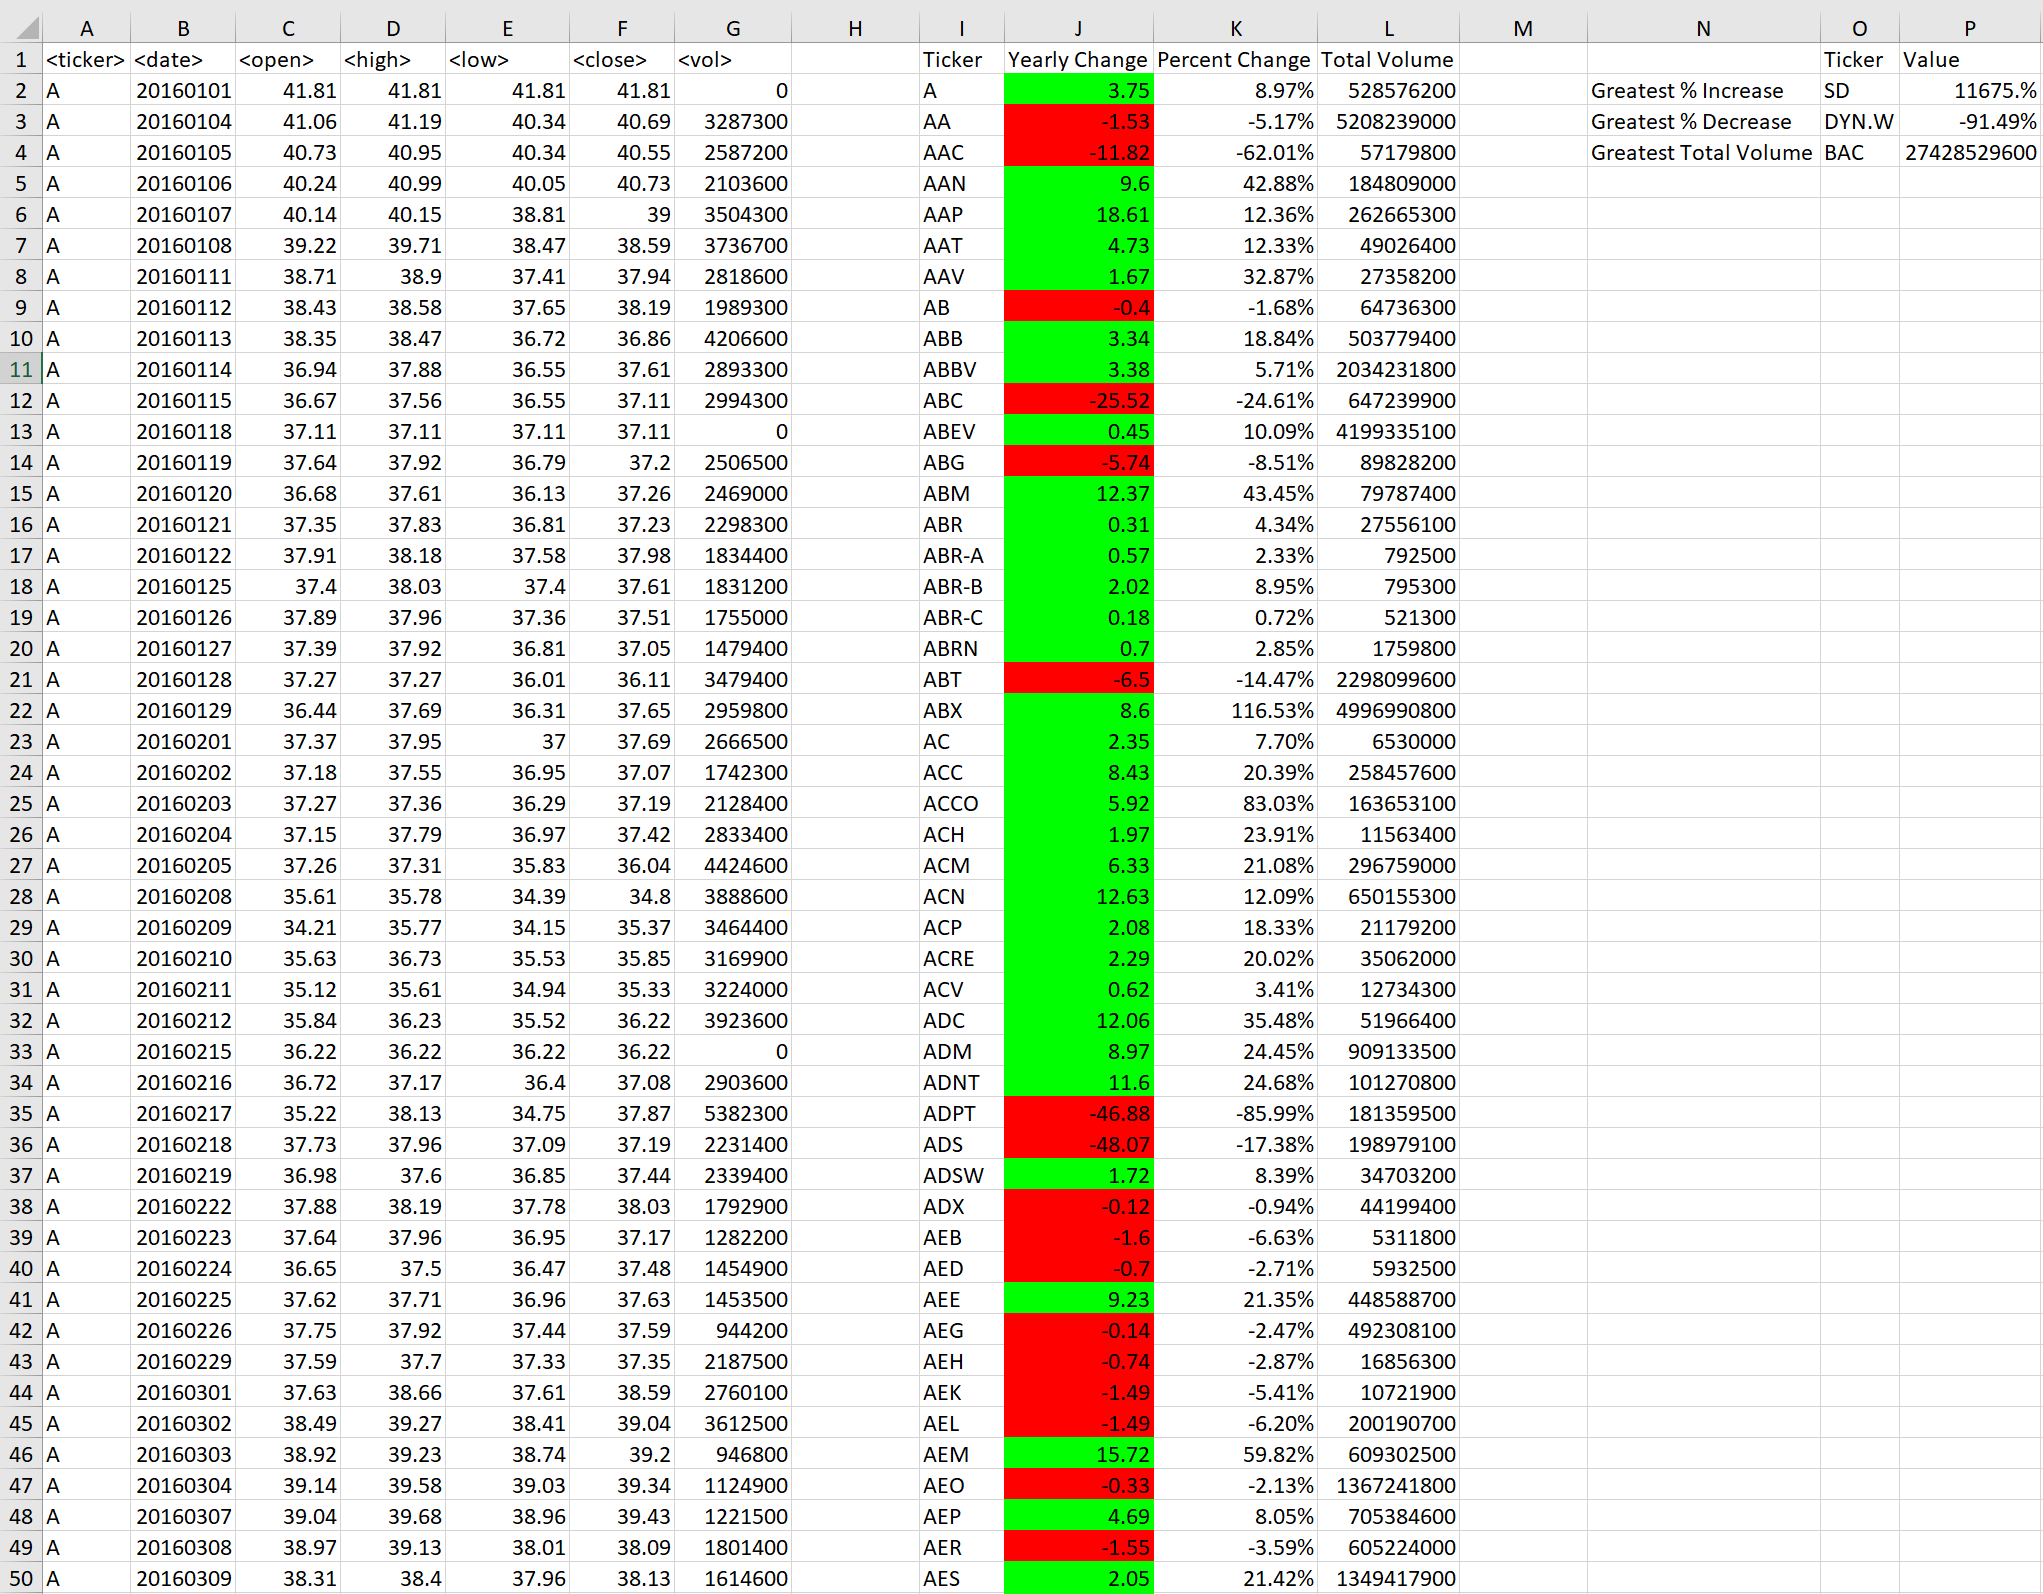 A B C D E F G H I J K L M N O P
1 <ticker> <date> <open> <high> <low> <close> <vol> Ticker Yearly Change Percent Change Total Volume Ticker Value
2 A 20160101 41.81 41.81 41.81 41.81 0 A 3.75 8.97% 528576200 Greatest % Increase SD 11675.%
3 A 20160104 41.06 41.19 40.34 40.69 3287300 AA -1.53 -5.17% 5208239000 Greatest % Decrease DYN.W -91.49%
4 A 20160105 40.73 40.95 40.34 40.55 2587200 AAC -11.82 -62.01% 57179800 Greatest Total Volume BAC 27428529600
5 A 20160106 40.24 40.99 40.05 40.73 2103600 AAN 9.6 42.88% 184809000
6 A 20160107 40.14 40.15 38.81 39 3504300 AAP 18.61 12.36% 262665300
7 A 20160108 39.22 39.71 38.47 38.59 3736700 AAT 4.73 12.33% 49026400
8 A 20160111 38.71 38.9 37.41 37.94 2818600 AAV 1.67 32.87% 27358200
9 A 20160112 38.43 38.58 37.65 38.19 1989300 AB -0.4 -1.68% 64736300
10 A 20160113 38.35 38.47 36.72 36.86 4206600 ABB 3.34 18.84% 503779400
11 A 20160114 36.94 37.88 36.55 37.61 2893300 ABBV 3.38 5.71% 2034231800
12 A 20160115 36.67 37.56 36.55 37.11 2994300 ABC -25.52 -24.61% 647239900
13 A 20160118 37.11 37.11 37.11 37.11 0 ABEV 0.45 10.09% 4199335100
14 A 20160119 37.64 37.92 36.79 37.2 2506500 ABG -5.74 -8.51% 89828200
15 A 20160120 36.68 37.61 36.13 37.26 2469000 ABM 12.37 43.45% 79787400
16 A 20160121 37.35 37.83 36.81 37.23 2298300 ABR 0.31 4.34% 27556100
17 A 20160122 37.91 38.18 37.58 37.98 1834400 ABR-A 0.57 2.33% 792500
18 A 20160125 37.4 38.03 37.4 37.61 1831200 ABR-B 2.02 8.95% 795300
19 A 20160126 37.89 37.96 37.36 37.51 1755000 ABR-C 0.18 0.72% 521300
20 A 20160127 37.39 37.92 36.81 37.05 1479400 ABRN 0.7 2.85% 1759800
21 A 20160128 37.27 37.27 36.01 36.11 3479400 ABT -6.5 -14.47% 2298099600
22 A 20160129 36.44 37.69 36.31 37.65 2959800 ABX 8.6 116.53% 4996990800
23 A 20160201 37.37 37.95 37 37.69 2666500 AC 2.35 7.70% 6530000
24 A 20160202 37.18 37.55 36.95 37.07 1742300 ACC 8.43 20.39% 258457600
25 A 20160203 37.27 37.36 36.29 37.19 2128400 ACCO 5.92 83.03% 163653100
26 A 20160204 37.15 37.79 36.97 37.42 2833400 ACH 1.97 23.91% 11563400
27 A 20160205 37.26 37.31 35.83 36.04 4424600 ACM 6.33 21.08% 296759000
28 A 20160208 35.61 35.78 34.39 34.8 3888600 ACN 12.63 12.09% 650155300
29 A 20160209 34.21 35.77 34.15 35.37 3464400 ACP 2.08 18.33% 21179200
30 A 20160210 35.63 36.73 35.53 35.85 3169900 ACRE 2.29 20.02% 35062000
31 A 20160211 35.12 35.61 34.94 35.33 3224000 ACV 0.62 3.41% 12734300
32 A 20160212 35.84 36.23 35.52 36.22 3923600 ADC 12.06 35.48% 51966400
33 A 20160215 36.22 36.22 36.22 36.22 0 ADM 8.97 24.45% 909133500
34 A 20160216 36.72 37.17 36.4 37.08 2903600 ADNT 11.6 24.68% 101270800
35 A 20160217 35.22 38.13 34.75 37.87 5382300 ADPT -46.88 -85.99% 181359500
36 A 20160218 37.73 37.96 37.09 37.19 2231400 ADS -48.07 -17.38% 198979100
37 A 20160219 36.98 37.6 36.85 37.44 2339400 ADSW 1.72 8.39% 34703200
38 A 20160222 37.88 38.19 37.78 38.03 1792900 ADX -0.12 -0.94% 44199400
39 A 20160223 37.64 37.96 36.95 37.17 1282200 AEB -1.6 -6.63% 5311800
40 A 20160224 36.65 37.5 36.47 37.48 1454900 AED -0.7 -2.71% 5932500
41 A 20160225 37.62 37.71 36.96 37.63 1453500 AEE 9.23 21.35% 448588700
42 A 20160226 37.75 37.92 37.44 37.59 944200 AEG -0.14 -2.47% 492308100
43 A 20160229 37.59 37.7 37.33 37.35 2187500 AEH -0.74 -2.87% 16856300
44 A 20160301 37.63 38.66 37.61 38.59 2760100 AEK -1.49 -5.41% 10721900
45 A 20160302 38.49 39.27 38.41 39.04 3612500 AEL -1.49 -6.20% 200190700
46 A 20160303 38.92 39.23 38.74 39.2 946800 AEM 15.72 59.82% 609302500
47 A 20160304 39.14 39.58 39.03 39.34 1124900 AEO -0.33 -2.13% 1367241800
48 A 20160307 39.04 39.68 38.96 39.43 1221500 AEP 4.69 8.05% 705384600
49 A 20160308 38.97 39.13 38.01 38.09 1801400 AER -1.55 -3.59% 605224000
50 A 20160309 38.31 38.4 37.96 38.13 1614600 AES 2.05 21.42% 1349417900